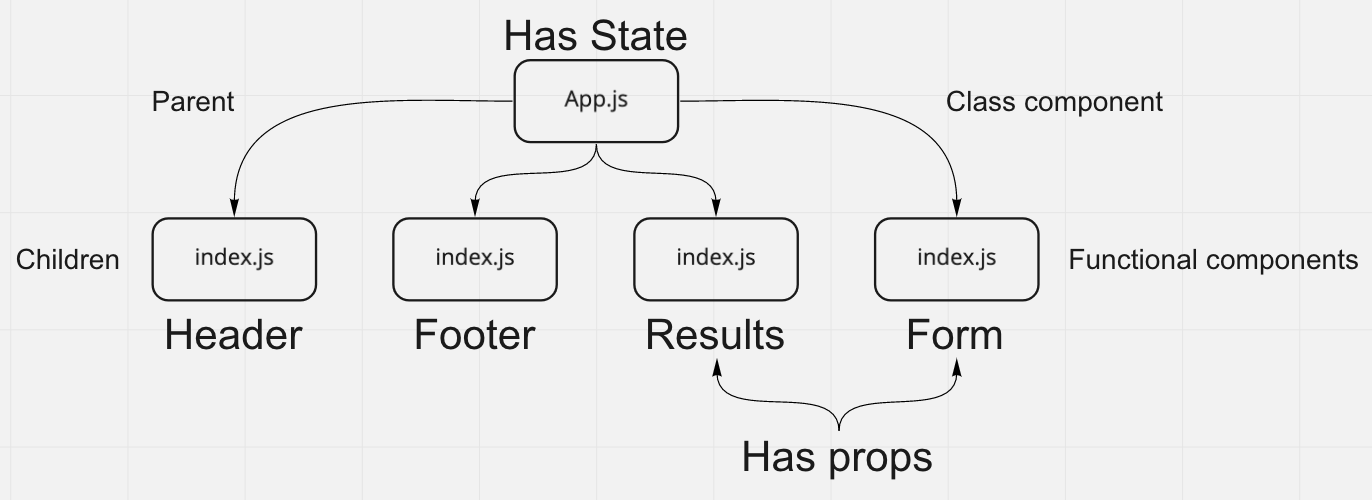 Has State
Parent
App.js
Class component
Children
index.js
index.js
index.js
index.js
Functional components
Header
Footer
Results
Form
Has props